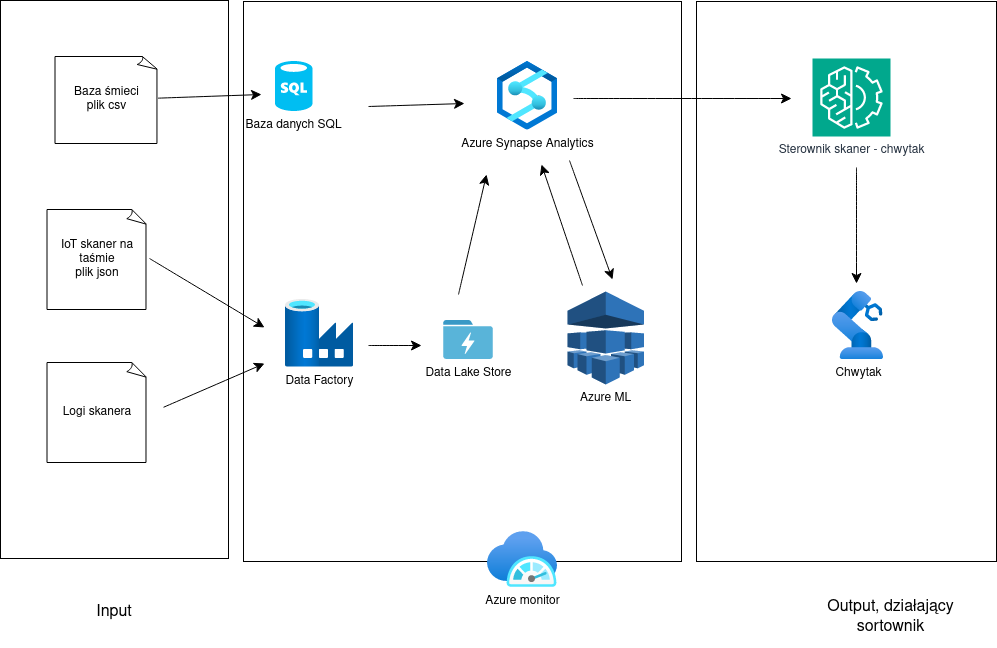 Baza śmieci
plik csv
SQL
Baza danych SQL
Azure Synapse Analytics
Sterownik skaner - chwytak
IoT skaner na
taśmie
plik json
Data Factory
Data Lake Store
Azure ML
Chwytak
Logi skanera
Azure monitor
Input
Output, działający
sortownik